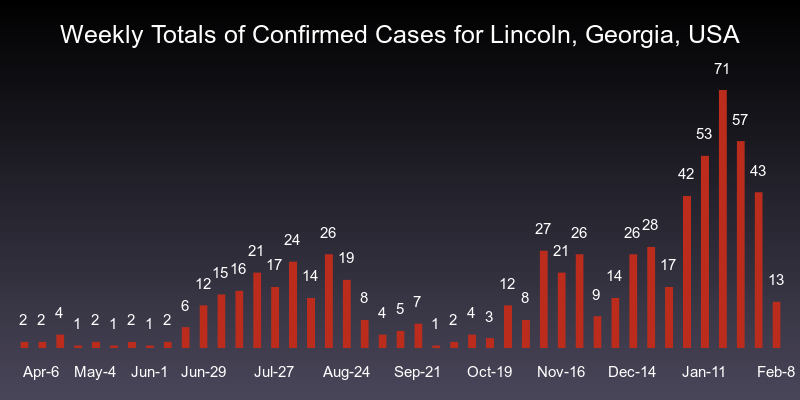 Weekly Totals of Confirmed Cases for Lincoln, Georgia, USA
2 2 4 1 2 1 2 1 2 6 12 15 16 21 17 24 14 26 19 8 4 5 7 1 2 4 3 12 8 27 21 26 9 14 26 28 17 42 53 71 57 43 13
Apr-6 May-4 Jun-1 Jun-29 Jul-27 Aug-24 Sep-21 Oct-19 Nov-16 Dec-14 Jan-11 Feb-8